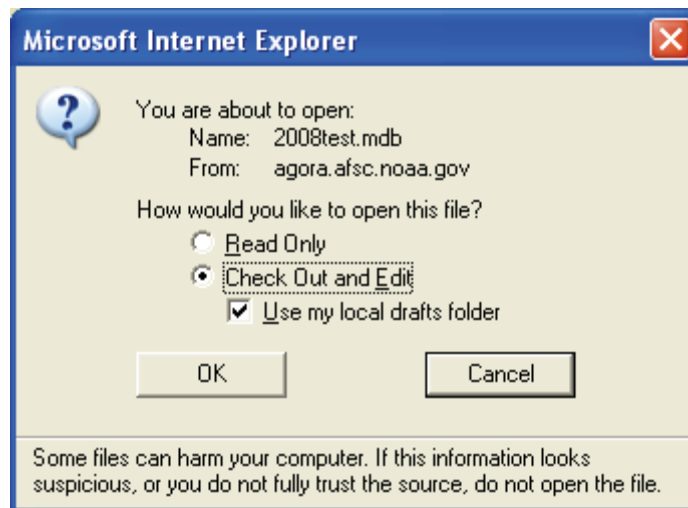 Microsoft Internet Explorer
You are about to open:
Name: 2008test.mdb
From: agora.afsc.noaa.gov
How would you like to open this file?
Read Only
Check Out and Edit
Use my local drafts folder
OK Cancel
Some files can harm your computer. If this information looks
suspicious, or you do not fully trust the source, do not open the file.